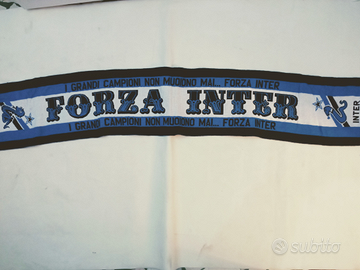 I GRANDI CAMPIONI NON MUOIONO MAI... FORZA INTER
FORZA INTER
I GRANDI CAMPIONI NON MUOIONO MAI... FORZA INTER
INTER
subito